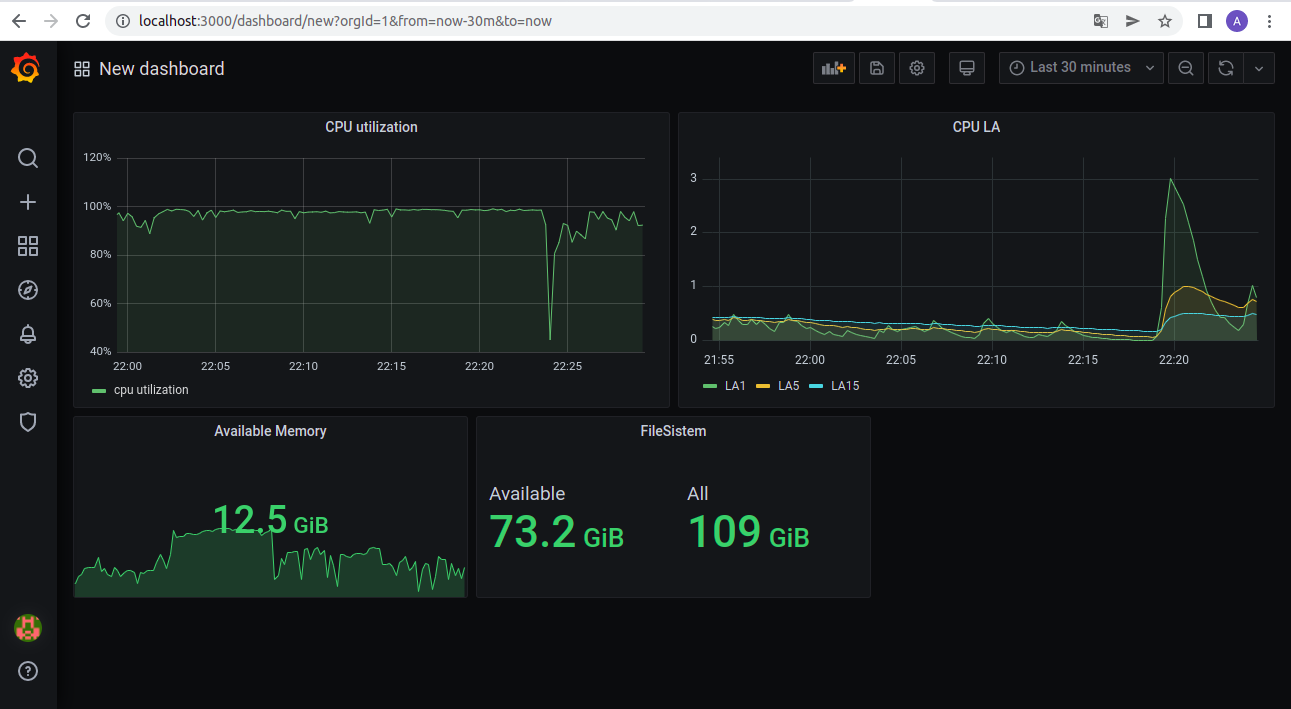 localhost:3000/dashboard/new?orgId=1&from=now-30m&to=now
A
New dashboard
Last 30 minutes
CPU utilization
120%
100%
80%
60%
40%
22:00 22:05 22:10 22:15 22:20 22:25
cpu utilization
CPU LA
3
2
1
0
21:55 22:00 22:05 22:10 22:15 22:20
LA1 LA5 LA15
Available Memory
12.5 GiB
FileSistem
Available All
73.2 GiB 109 GiB